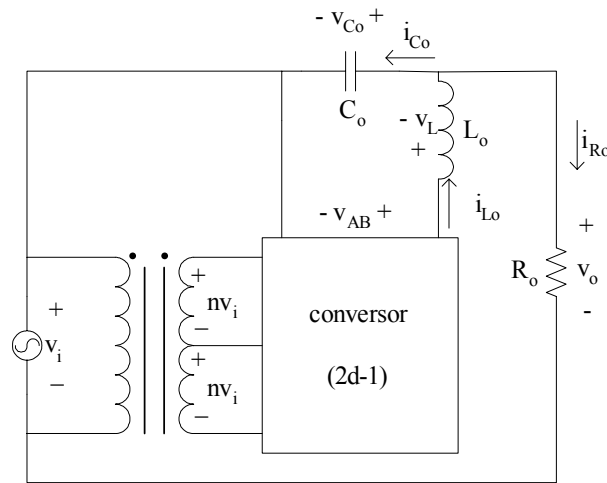 - v_Co +
i_Co
C_o
- v_L
+
L_o
i_Ro
- v_AB +
i_Lo
+
v_i
−
+
nv_i
−
+
nv_i
−
conversor
(2d-1)
R_o
+
v_o
-